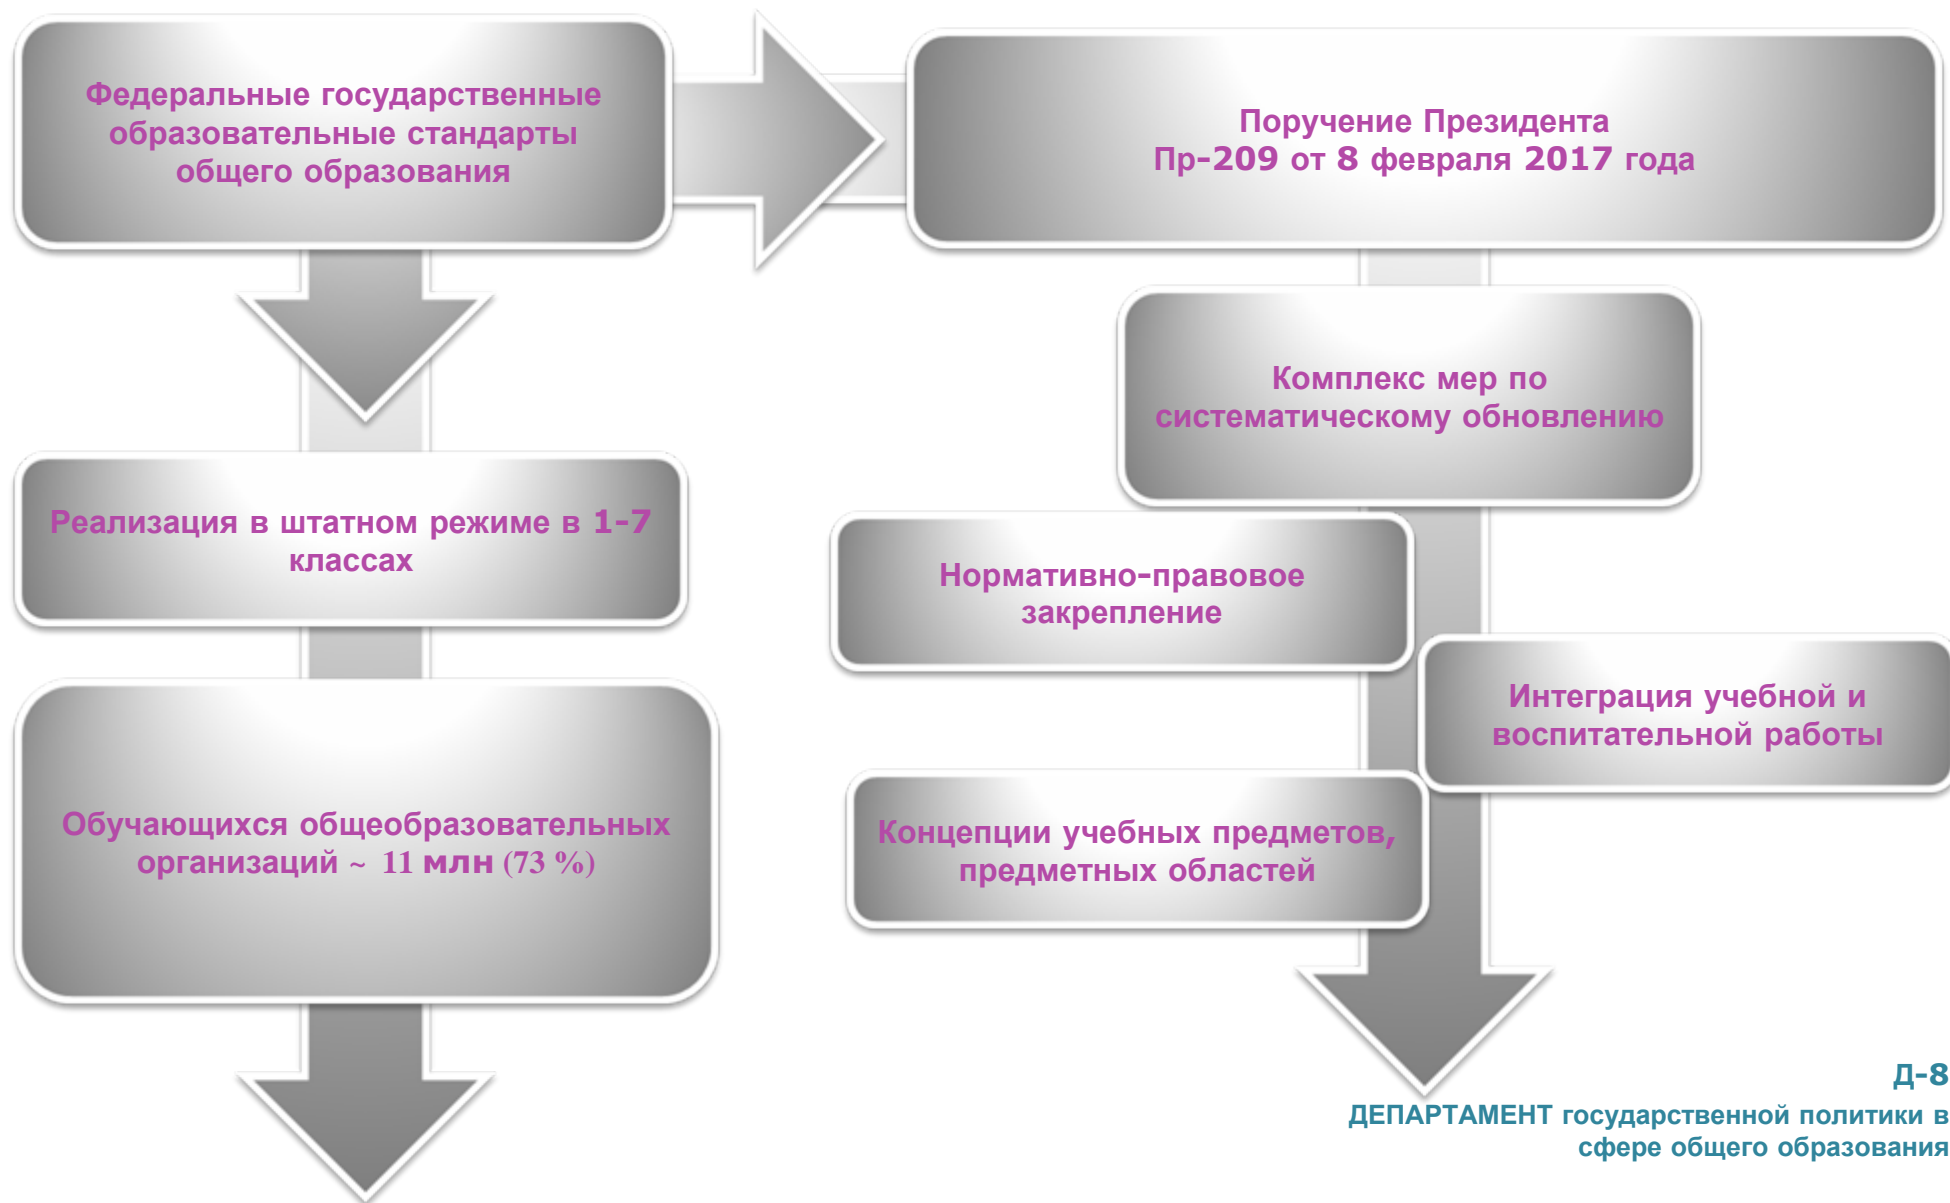 Федеральные государственные
образовательные стандарты
общего образования
Поручение Президента
Пр-209 от 8 февраля 2017 года
Комплекс мер по
систематическому обновлению
Реализация в штатном режиме в 1-7
классах
Нормативно-правовое
закрепление
Интеграция учебной и
воспитательной работы
Обучающихся общеобразовательных
организаций ~ 11 млн (73 %)
Концепции учебных предметов,
предметных областей
Д-8
ДЕПАРТАМЕНТ государственной политики в
сфере общего образования